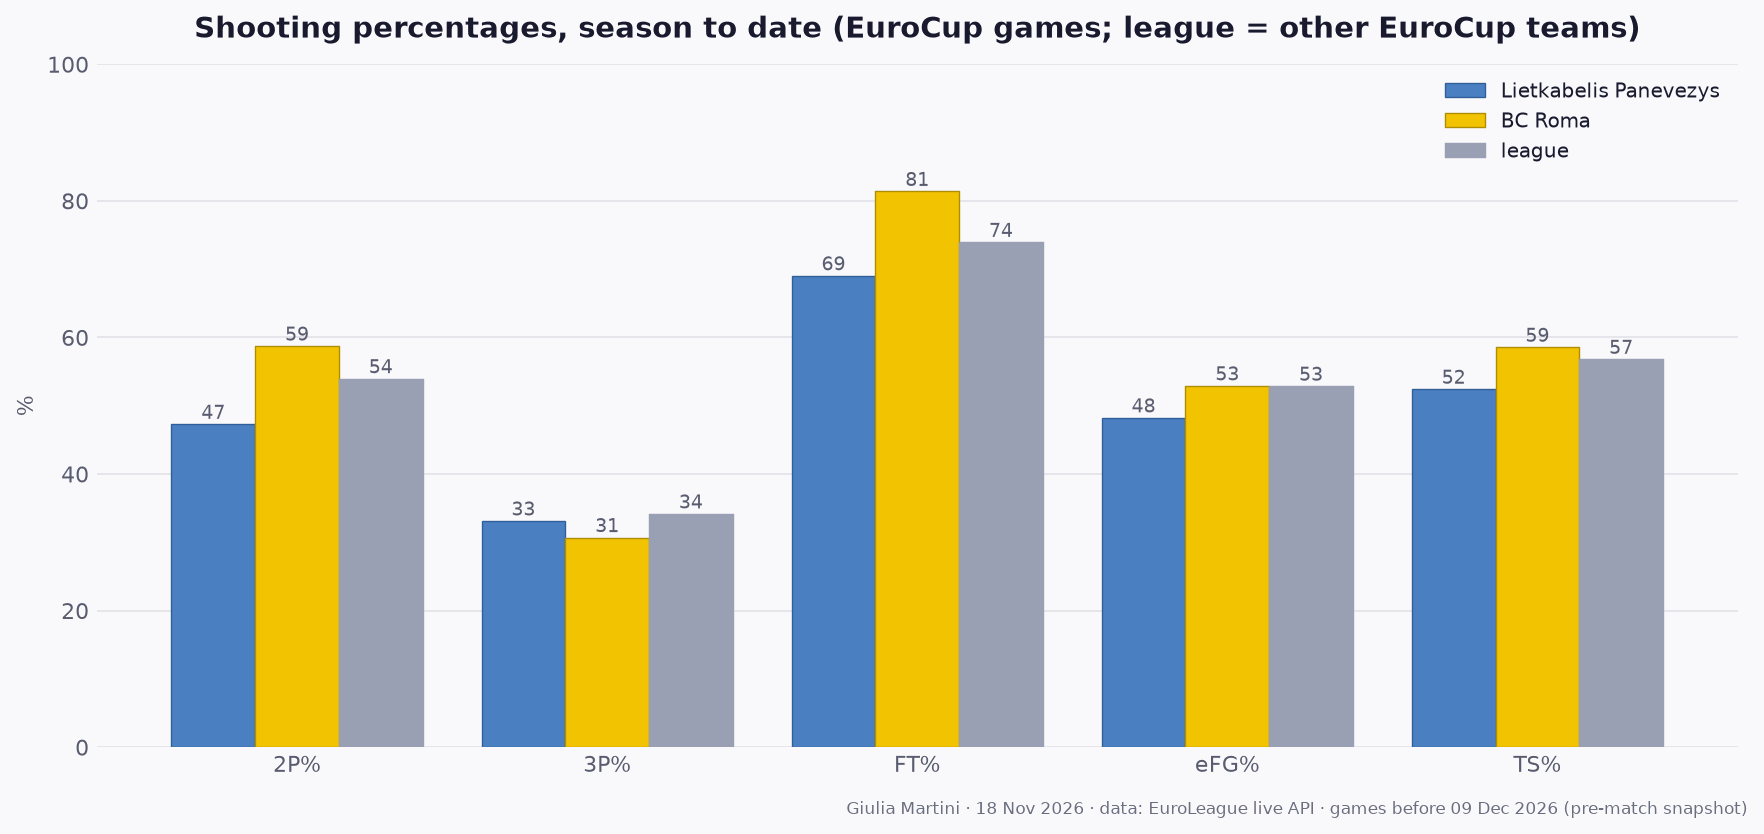 Shooting percentages, season to date (EuroCup games; league = other EuroCup teams)
Lietkabelis Panevezys
BC Roma
league
%
100
80
60
40
20
0
47
59
54
33
31
34
69
81
74
48
53
53
52
59
57
2P%
3P%
FT%
eFG%
TS%
Giulia Martini · 18 Nov 2026 · data: EuroLeague live API · games before 09 Dec 2026 (pre-match snapshot)